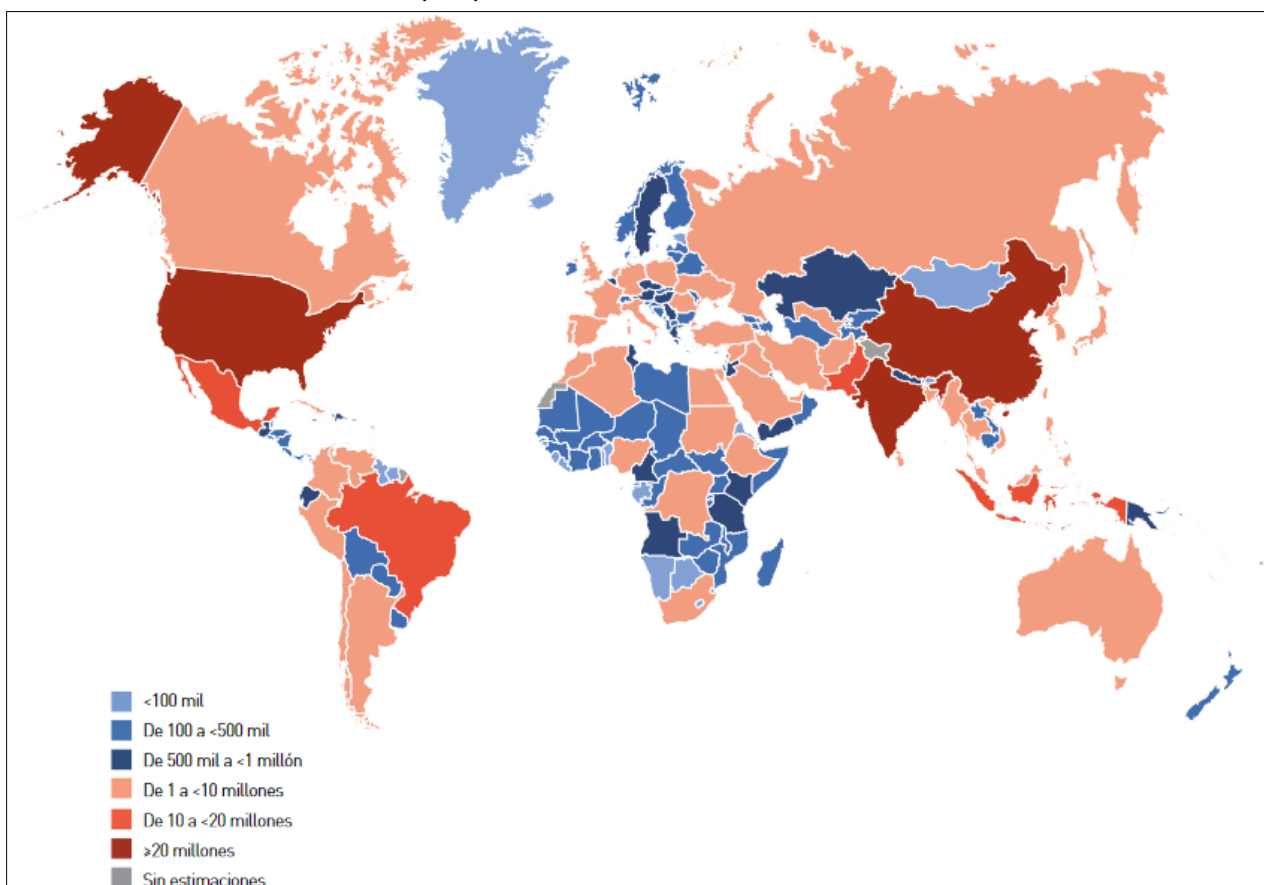 <100 mil
De 100 a <500 mil
De 500 mil a <1 millón
De 1 a <10 millones
De 10 a <20 millones
≥20 millones
Sin estimaciones